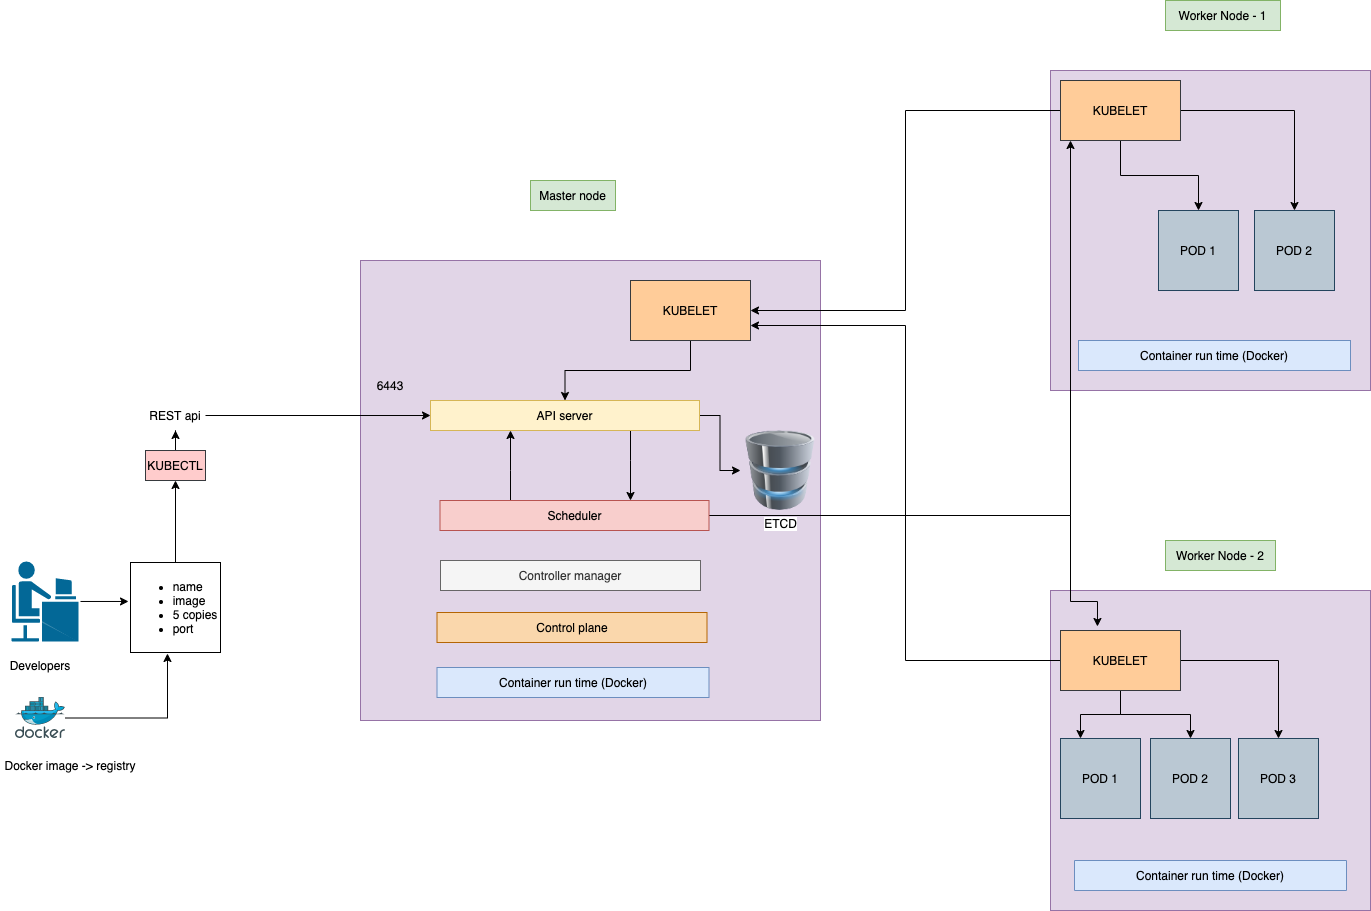 Worker Node - 1
KUBELET
POD 1
POD 2
Container run time (Docker)
Master node
KUBELET
6443
REST api
API server
KUBECTL
ETCD
Scheduler
Controller manager
Control plane
Container run time (Docker)
name
image
5 copies
port
Developers
docker
Docker image -> registry
Worker Node - 2
KUBELET
POD 1
POD 2
POD 3
Container run time (Docker)